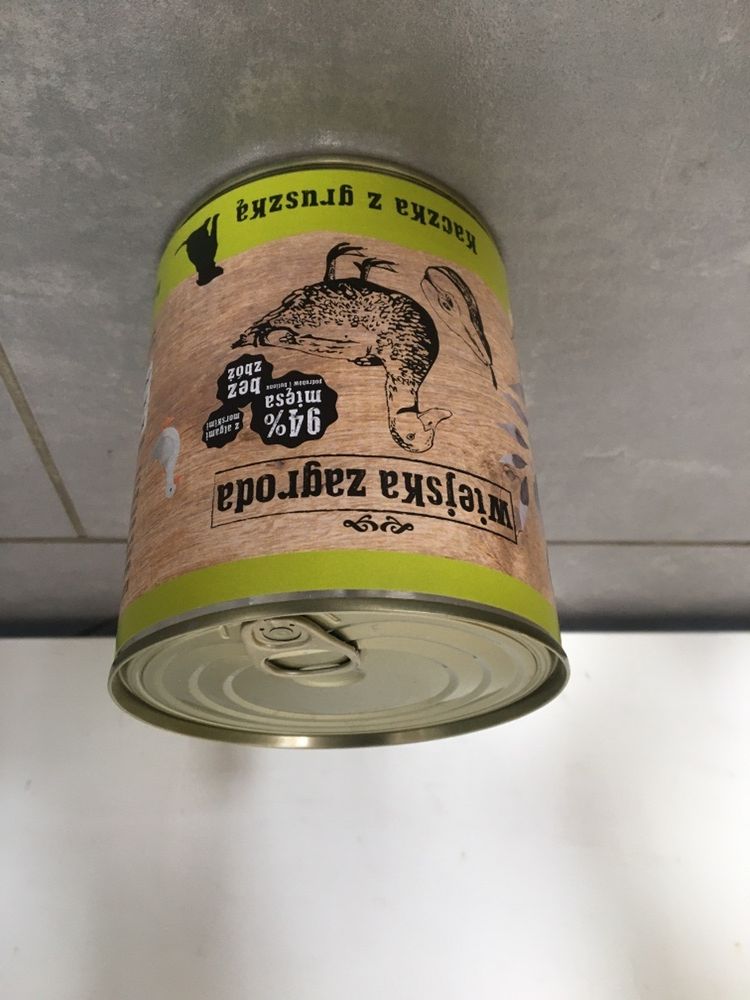 wiejska zagroda
94%
mięsa
podrobów i bulionu
bez
zbóż
z algami
morskimi
kaczka z gruszką